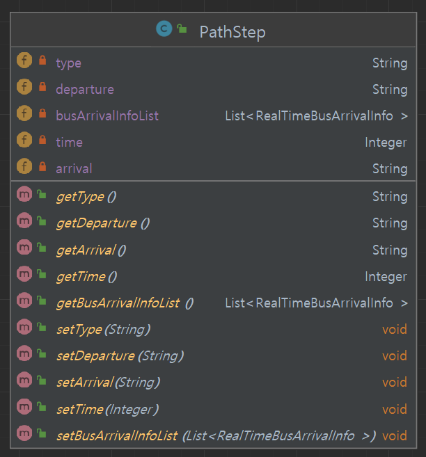 C PathStep
f type String
f departure String
f busArrivalInfoList List<RealTimeBusArrivalInfo >
f time Integer
f arrival String
m getType () String
m getDeparture () String
m getArrival () String
m getTime () Integer
m getBusArrivalInfoList () List<RealTimeBusArrivalInfo >
m setType (String) void
m setDeparture (String) void
m setArrival (String) void
m setTime (Integer) void
m setBusArrivalInfoList (List<RealTimeBusArrivalInfo >) void